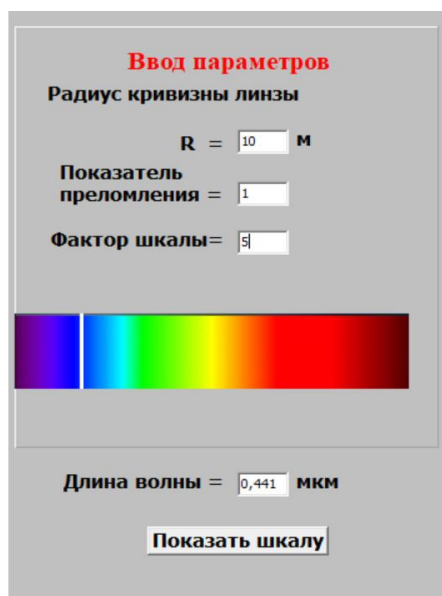 Ввод параметров
Радиус кривизны линзы
R = 10 м
Показатель
преломления = 1
Фактор шкалы= 5
Длина волны = 0,441 мкм
Показать шкалу